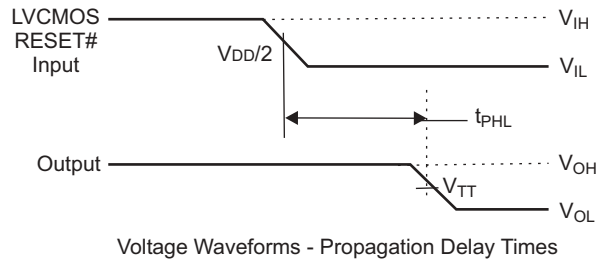 LVCMOS
RESET#
Input
VIH
VDD/2
VIL
tPHL
Output
VOH
VTT
VOL
Voltage Waveforms - Propagation Delay Times